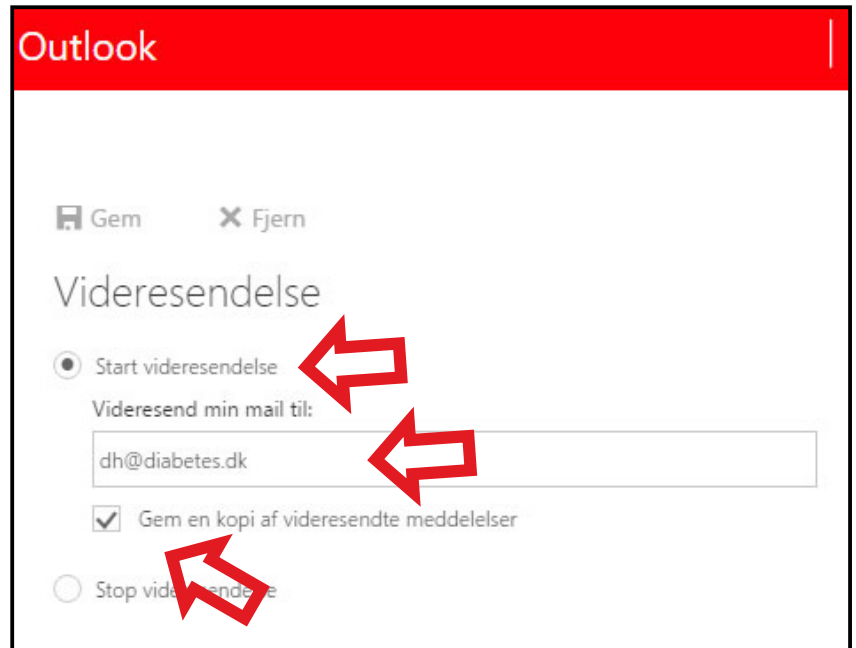 Outlook
Gem Fjern
Videresendelse
Start videresendelse
Videresend min mail til:
dh@diabetes.dk
Gem en kopi af videresendte meddelelser
Stop videresendelse